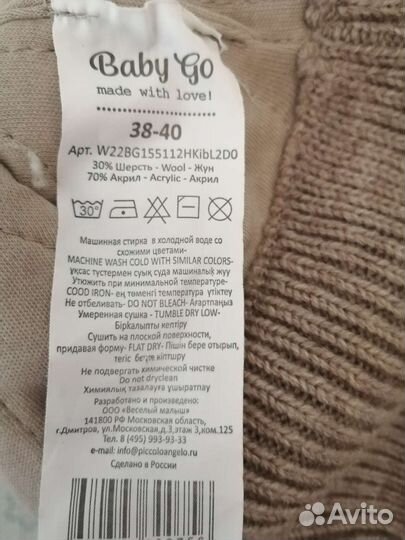 Baby Go
made with love!
38-40
Арт. W22BG155112HKibL2D0
30% Шерсть - Wool - Жун
70% Акрил - Acrylic - Акрил
30°
Машинная стирка в холодной воде со
схожими цветами-
MACHINE WASH COLD WITH SIMILAR COLORS-
ұқсас түстермен суық суда машиналық жуу
Утюжить при минимальной температуре-
COOD IRON- ең төменгі температура үтіктеу
Не отбеливать- DO NOT BLEACH- Ағартпаңыз
Умеренная сушка - TUMBLE DRY LOW-
Бірқалыпты кептіру
Сушить на плоской поверхности,
придавая форму- FLAT DRY- Пішін бере отырып,
тегіс бетте кіптіру
Не подвергать химической чистке
Do not dryclean
Химиялық тазалауға ұшыратпау
Разработано и произведено:
ООО «Веселый малыш»
141800 РФ Московская область,
г.Дмитров, ул.Московская,д.3,этаж 3,ком.125
Тел. 8 (495) 993-93-33
e-mail: info@piccoloangelo.ru
Сделано в России
Avito